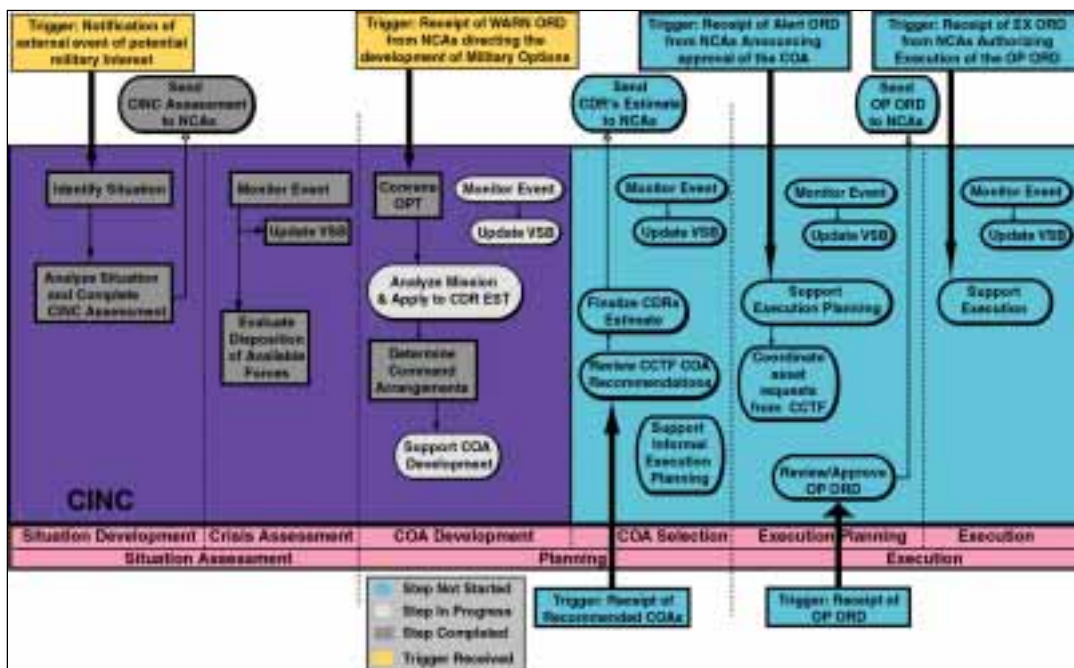 Trigger: Notification of
external event of potential
military Interest
Trigger: Receipt of WARN ORD
from NCAs directing the
development of Military Options
Trigger: Receipt of Alert ORD
from NCAs Announcing
approval of the COA
Trigger: Receipt of EX ORD
from NCAs Authorizing
Execution of the OP ORD
Send
CINC Assessment
to NCAs
Send
CDR's Estimate
to NCAs
Send
OP ORD
to NCAs
Identify Situation
Analyze Situation
and Complete
CINC Assessment
Monitor Event
Update VSB
Evaluate
Disposition
of Available
Forces
Convene
OPT
Monitor Event
Update VSB
Analyze Mission
& Apply to CDR EST
Determine
Command
Arrangements
Support COA
Development
Monitor Event
Update VSB
Finalize CDRs
Estimate
Review CCTF COA
Recommendations
Support
Informal
Execution
Planning
Monitor Event
Update VSB
Support
Execution Planning
Coordinate
asset
requests
from CCTF
Review/Approve
OP ORD
Monitor Event
Update VSB
Support
Execution
CINC
Situation Development
Crisis Assessment
COA Development
COA Selection
Execution Planning
Execution
Situation Assessment
Planning
Execution
Step Not Started
Step In Progress
Step Completed
Trigger Received
Trigger: Receipt of
Recommended COAs
Trigger: Receipt of
OP ORD